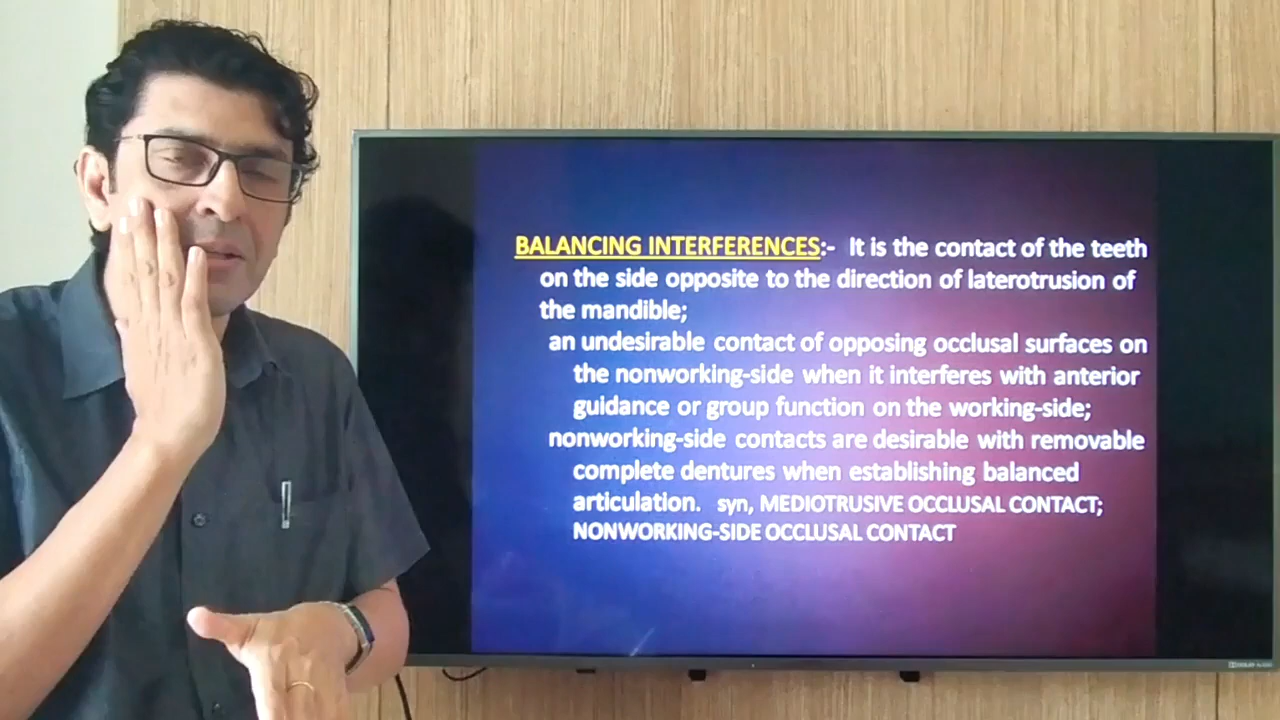 BALANCING INTERFERENCES:- It is the contact of the teeth
on the side opposite to the direction of laterotrusion of
the mandible;
an undesirable contact of opposing occlusal surfaces on
the nonworking-side when it interferes with anterior
guidance or group function on the working-side;
nonworking-side contacts are desirable with removable
complete dentures when establishing balanced
articulation. syn, MEDIOTRUSIVE OCCLUSAL CONTACT;
NONWORKING-SIDE OCCLUSAL CONTACT
DOLBY AUDIO